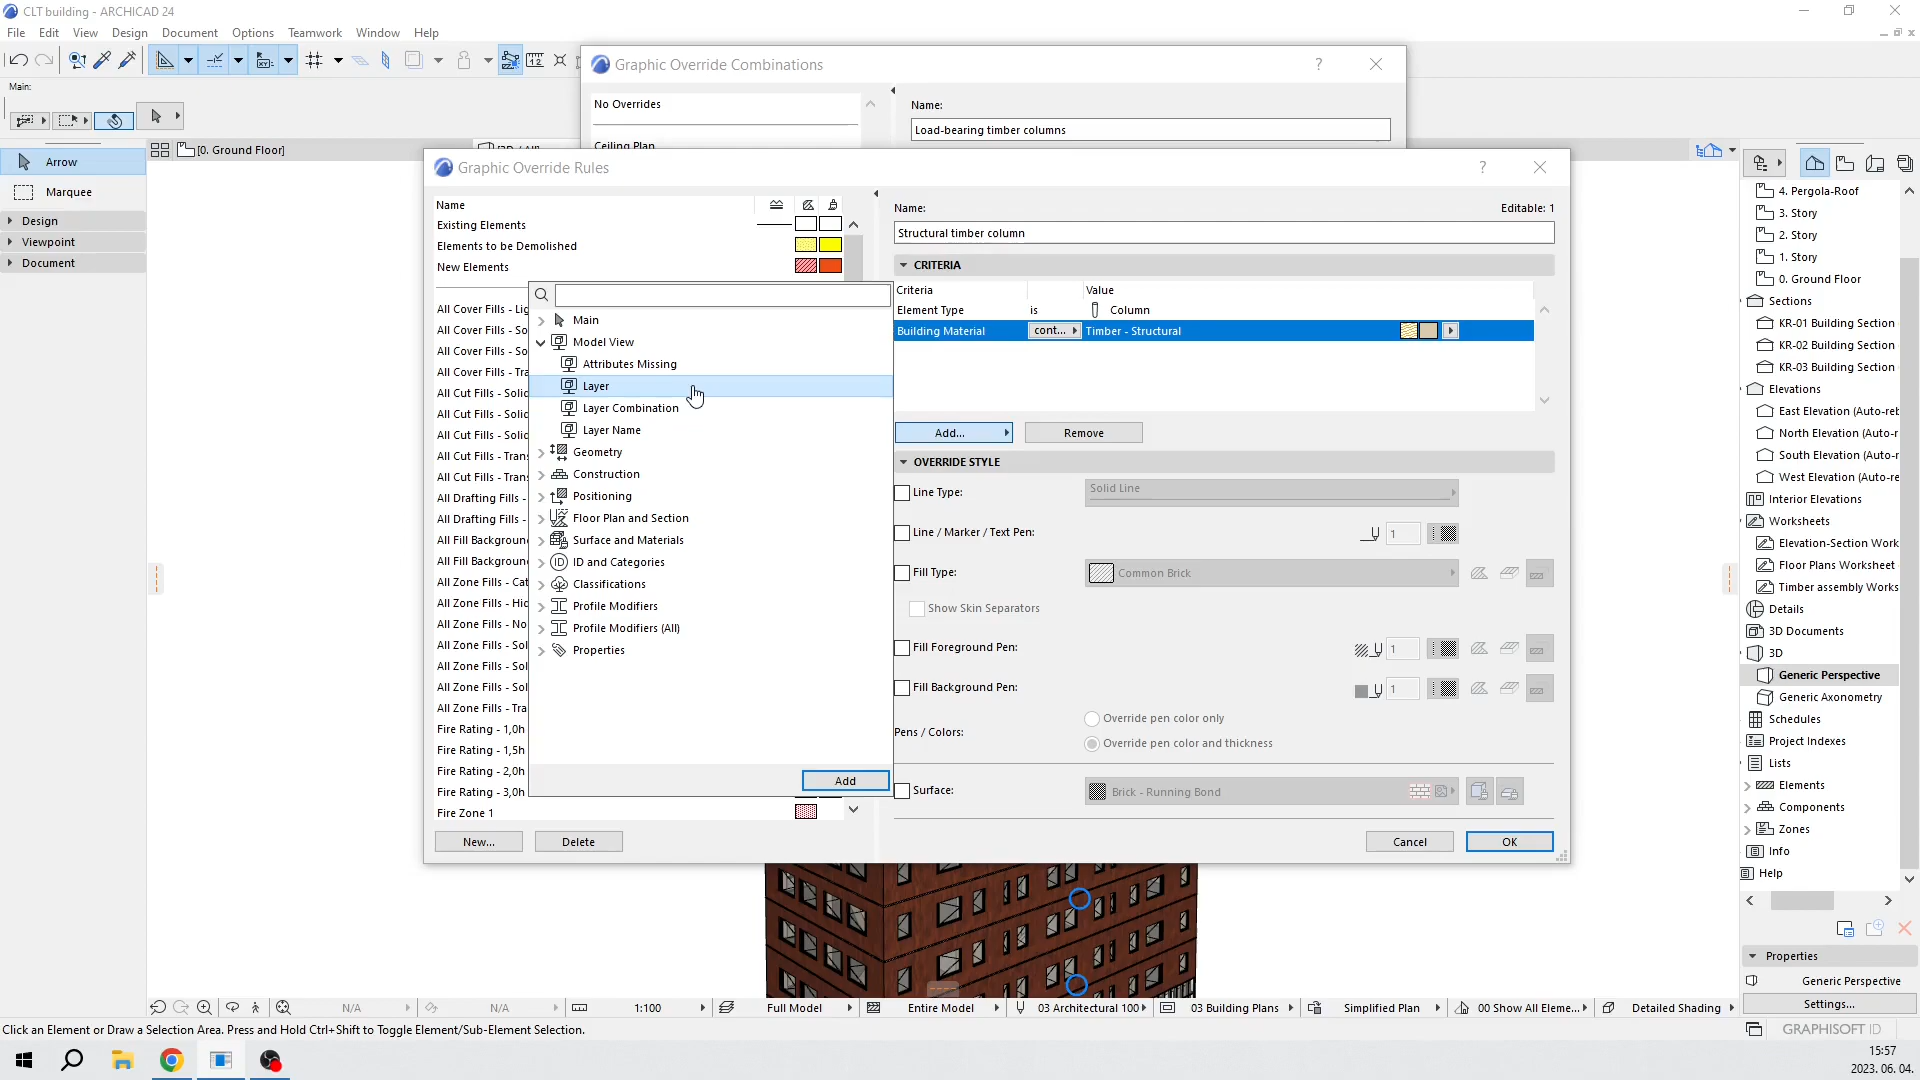 CLT building - ARCHICAD 24
File Edit View Design Document Options Teamwork Window Help
Main:
Graphic Override Combinations
No Overrides
Ceiling Plan
Name:
Load-bearing timber columns
[0. Ground Floor]
[3D / All]
Arrow
Marquee
Design
Viewpoint
Document
Graphic Override Rules
Name
Existing Elements
Elements to be Demolished
New Elements
All Cover Fills - Lig
All Cover Fills - So
All Cover Fills - So
All Cover Fills - Tra
All Cut Fills - Solid
All Cut Fills - Solid
All Cut Fills - Solid
All Cut Fills - Trans
All Cut Fills - Trans
All Drafting Fills -
All Drafting Fills -
All Fill Background
All Fill Background
All Zone Fills - Cat
All Zone Fills - Hid
All Zone Fills - No
All Zone Fills - Sol
All Zone Fills - Sol
All Zone Fills - Sol
All Zone Fills - Tra
Fire Rating - 1,0h
Fire Rating - 1,5h
Fire Rating - 2,0h
Fire Rating - 3,0h
Fire Zone 1
New...
Delete
Main
Model View
Attributes Missing
Layer
Layer Combination
Layer Name
Geometry
Construction
Positioning
Floor Plan and Section
Surface and Materials
ID and Categories
Classifications
Profile Modifiers
Profile Modifiers (All)
Properties
Add
Name:
Editable: 1
Structural timber column
CRITERIA
Criteria
Value
Element Type is Column
Building Material cont... Timber - Structural
Add...
Remove
OVERRIDE STYLE
Line Type:
Solid Line
Line / Marker / Text Pen:
1
Fill Type:
Common Brick
Show Skin Separators
Fill Foreground Pen:
1
Fill Background Pen:
1
Pens / Colors:
Override pen color only
Override pen color and thickness
Surface:
Brick - Running Bond
Cancel
OK
4. Pergola-Roof
3. Story
2. Story
1. Story
0. Ground Floor
Sections
KR-01 Building Section
KR-02 Building Section
KR-03 Building Section
Elevations
East Elevation (Auto-reb
North Elevation (Auto-r
South Elevation (Auto-r
West Elevation (Auto-re
Interior Elevations
Worksheets
Elevation-Section Work
Floor Plans Worksheet
Timber assembly Works
Details
3D Documents
3D
Generic Perspective
Generic Axonometry
Schedules
Project Indexes
Lists
Elements
Components
Zones
Info
Help
Properties
Generic Perspective
Settings...
N/A
N/A
1:100
Full Model
Entire Model
03 Architectural 100
03 Building Plans
Simplified Plan
00 Show All Eleme...
Detailed Shading
Click an Element or Draw a Selection Area. Press and Hold Ctrl+Shift to Toggle Element/Sub-Element Selection.
GRAPHISOFT ID
15:57
2023. 06. 04.